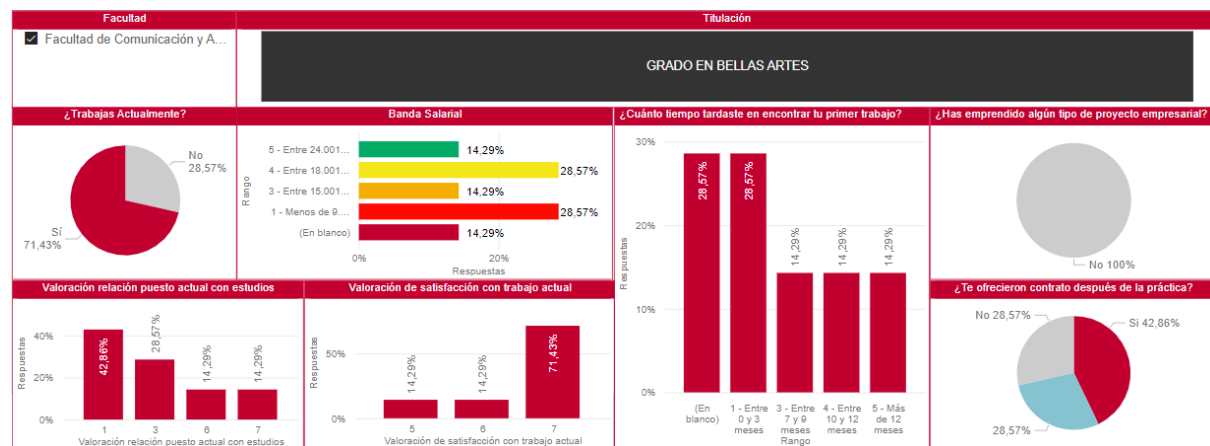 Facultad
Titulación
Facultad de Comunicación y A...
GRADO EN BELLAS ARTES
¿Trabajas Actualmente?
No
28,57%
Sí
71,43%
Banda Salarial
Rango
5 - Entre 24.001...
14,29%
4 - Entre 18.001...
28,57%
3 - Entre 15.001...
14,29%
1 - Menos de 9....
28,57%
(En blanco)
14,29%
0%
20%
Respuestas
¿Cuánto tiempo tardaste en encontrar tu primer trabajo?
Respuestas
30%
20%
10%
0%
28,57%
28,57%
14,29%
14,29%
14,29%
(En blanco)
1 - Entre 0 y 3 meses
3 - Entre 7 y 9 meses
4 - Entre 10 y 12 meses
5 - Más de 12 meses
Rango
¿Has emprendido algún tipo de proyecto empresarial?
No 100%
Valoración relación puesto actual con estudios
Respuestas
40%
20%
0%
42,86%
28,57%
14,29%
14,29%
1
3
6
7
Valoración relación puesto actual con estudios
Valoración de satisfacción con trabajo actual
Respuestas
50%
0%
14,29%
14,29%
71,43%
5
6
7
Valoración de satisfacción con trabajo actual
¿Te ofrecieron contrato después de la práctica?
No 28,57%
Si 42,86%
28,57%